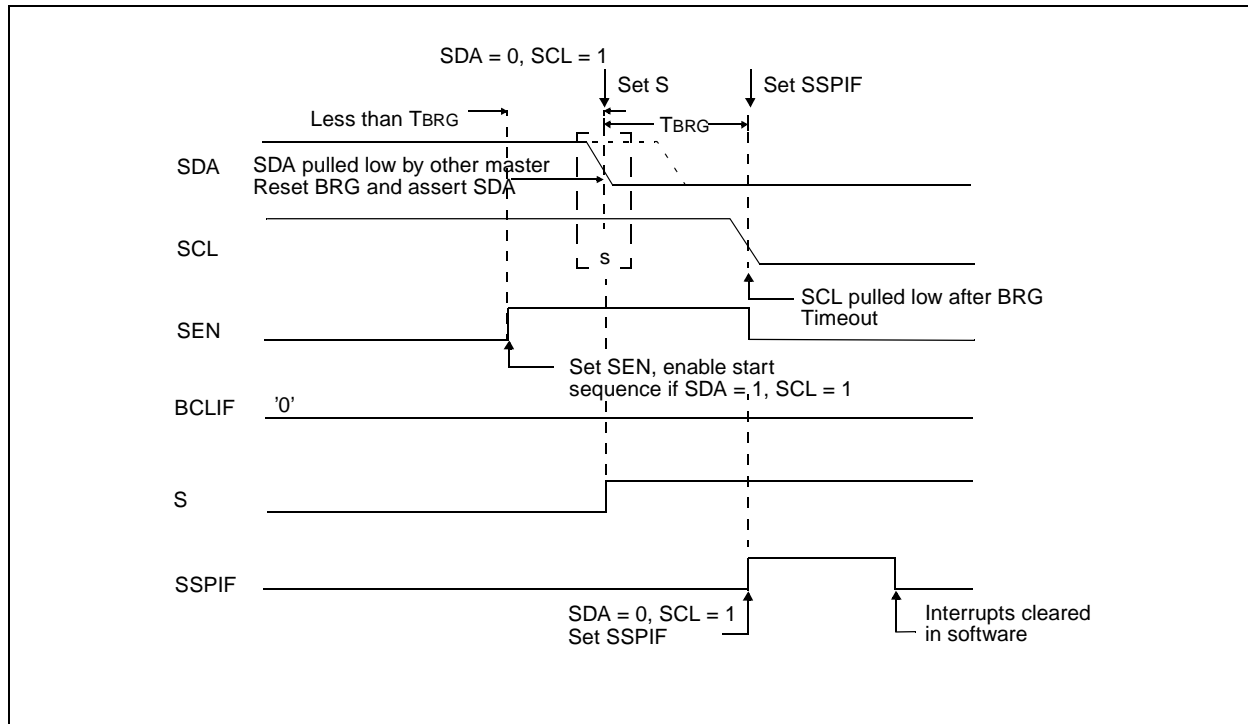 SDA = 0, SCL = 1
Set S
Set SSPIF
Less than TBRG
TBRG
SDA
SDA pulled low by other master
Reset BRG and assert SDA
SCL
s
SCL pulled low after BRG
Timeout
SEN
Set SEN, enable start
sequence if SDA = 1, SCL = 1
BCLIF
'0'
S
SSPIF
SDA = 0, SCL = 1
Set SSPIF
Interrupts cleared
in software